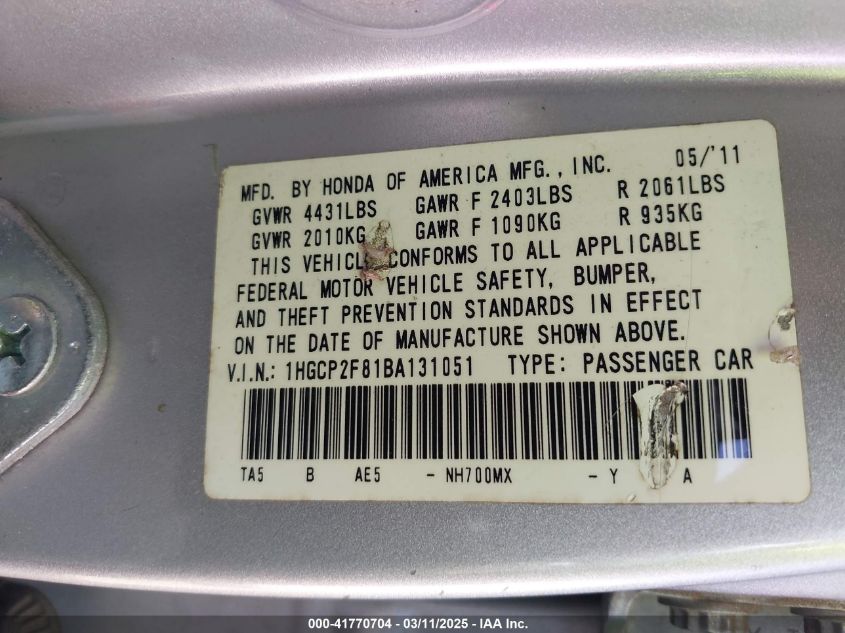 MFD. BY HONDA OF AMERICA MFG., INC. 05/'11
GVWR 4431LBS GAWR F 2403LBS R 2061LBS
GVWR 2010KG GAWR F 1090KG R 935KG
THIS VEHICLE CONFORMS TO ALL APPLICABLE
FEDERAL MOTOR VEHICLE SAFETY, BUMPER,
AND THEFT PREVENTION STANDARDS IN EFFECT
ON THE DATE OF MANUFACTURE SHOWN ABOVE.
V.I.N.: 1HGCP2F81BA131051 TYPE: PASSENGER CAR
TA5 B AE5 - NH700MX - Y A
000-41770704 - 03/11/2025 - IAA Inc.